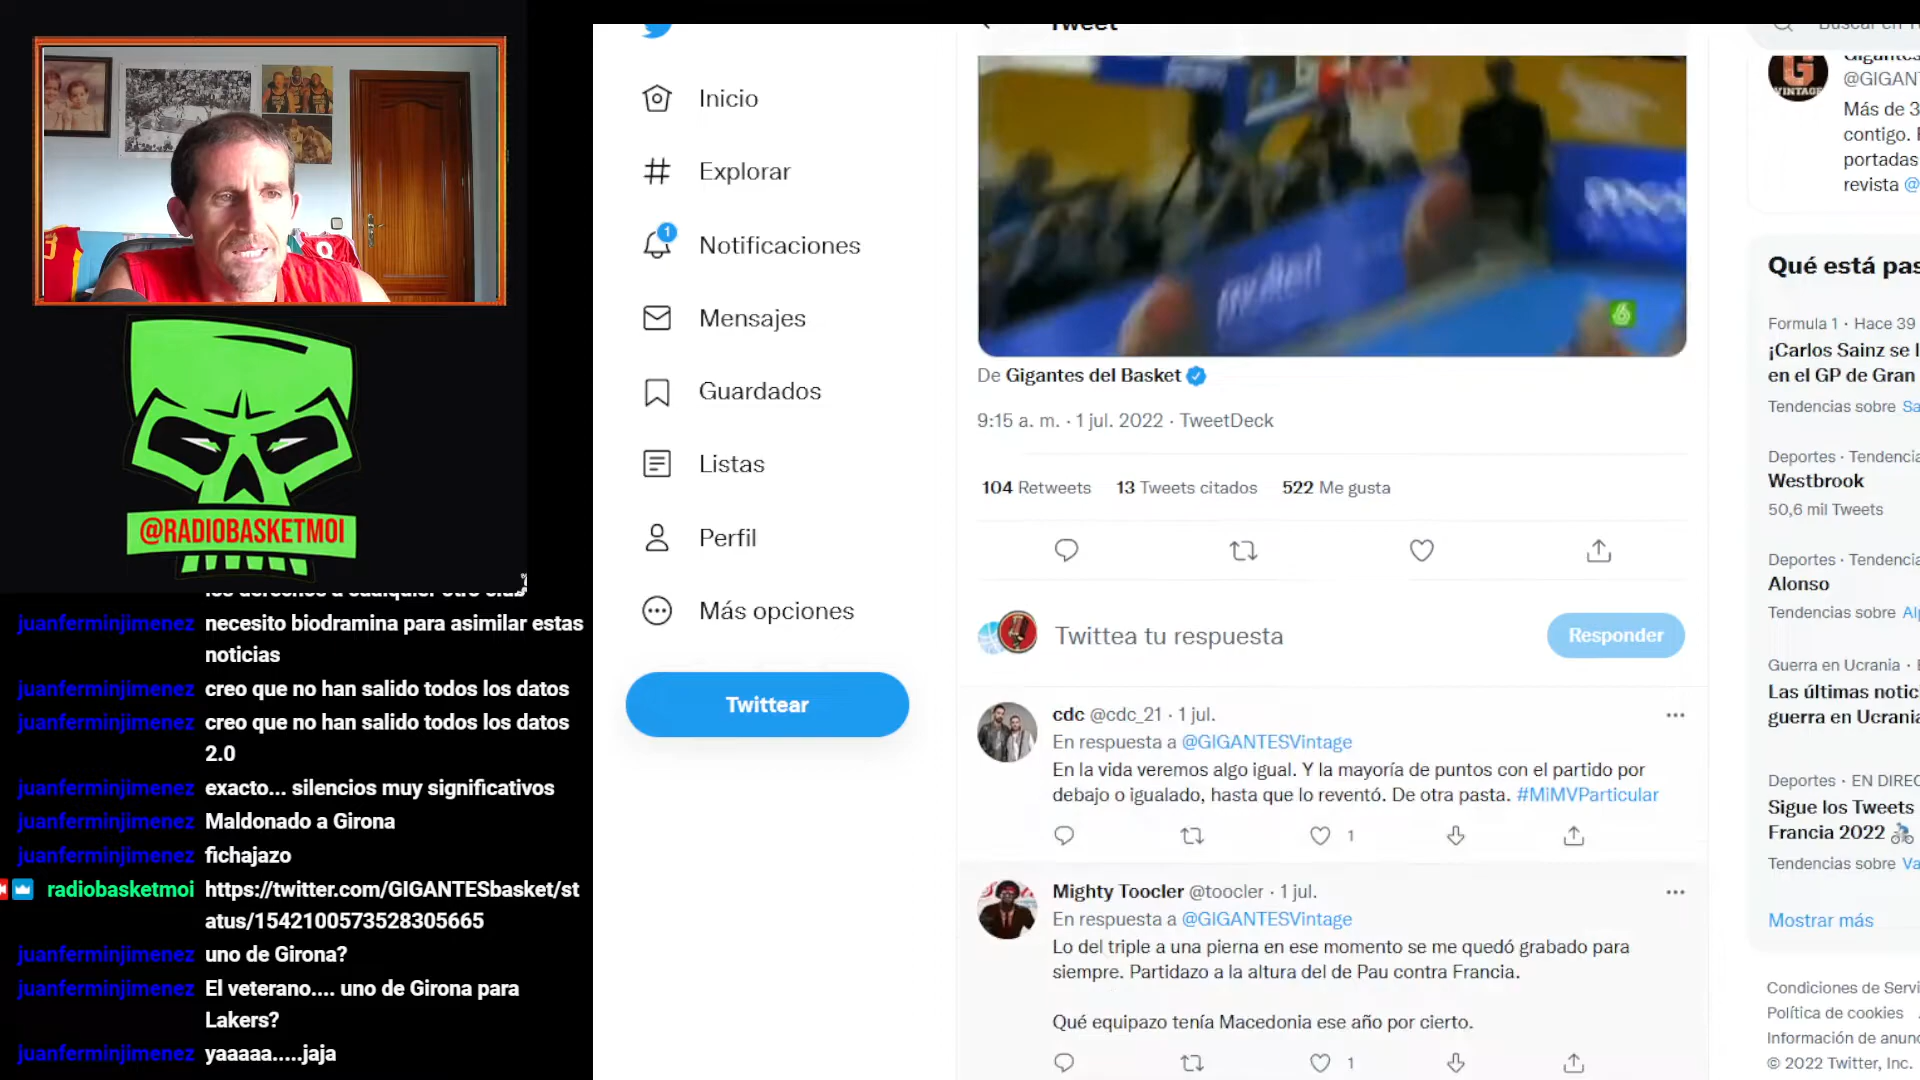 @RADIOBASKETMOI
juanferminjimenez necesito biodramina para asimilar estas
noticias
juanferminjimenez creo que no han salido todos los datos
juanferminjimenez creo que no han salido todos los datos
2.0
juanferminjimenez exacto... silencios muy significativos
juanferminjimenez Maldonado a Girona
juanferminjimenez fichajazo
radiobasketmoi https://twitter.com/GIGANTESbasket/st
atus/1542100573528305665
juanferminjimenez uno de Girona?
juanferminjimenez El veterano.... uno de Girona para
Lakers?
juanferminjimenez yaaaaa.....jaja
Inicio
Explorar
1
Notificaciones
Mensajes
Guardados
Listas
Perfil
Más opciones
Twittear
Tweet
molten
De Gigantes del Basket
9:15 a. m. · 1 jul. 2022 · TweetDeck
104 Retweets 13 Tweets citados 522 Me gusta
Twittea tu respuesta
Responder
cdc @cdc_21 · 1 jul.
En respuesta a @GIGANTESVintage
En la vida veremos algo igual. Y la mayoría de puntos con el partido por
debajo o igualado, hasta que lo reventó. De otra pasta. #MiMVParticular
1
Mighty Toocler @toocler · 1 jul.
En respuesta a @GIGANTESVintage
Lo del triple a una pierna en ese momento se me quedó grabado para
siempre. Partidazo a la altura del de Pau contra Francia.
Qué equipazo tenía Macedonia ese año por cierto.
1
Buscar en
G
VINTAGE
@GIGAN
Más de 3
contigo.
portadas
revista @
Qué está pas
Formula 1 · Hace 39
¡Carlos Sainz se l
en el GP de Gran
Tendencias sobre Sa
Deportes · Tendencia
Westbrook
50,6 mil Tweets
Deportes · Tendencia
Alonso
Tendencias sobre Al
Guerra en Ucrania ·
Las últimas notic
guerra en Ucrania
Deportes · EN DIREC
Sigue los Tweets
Francia 2022
Tendencias sobre Va
Mostrar más
Condiciones de Servi
Política de cookies
Información de anunc
© 2022 Twitter, Inc.